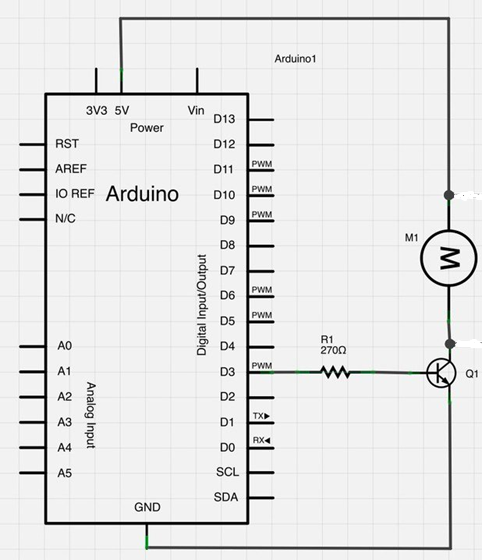 Arduino1
3V3 5V Vin
Power
Arduino
RST
AREF
IO REF
N/C
A0
A1
A2
A3
A4
A5
Analog Input
D13
D12
D11 PWM
D10 PWM
D9 PWM
D8
D7
D6 PWM
D5 PWM
D4
D3 PWM
D2
D1 TX
D0 RX
SCL
SDA
Digital Input/Output
GND
R1
270Ω
M1
M
Q1